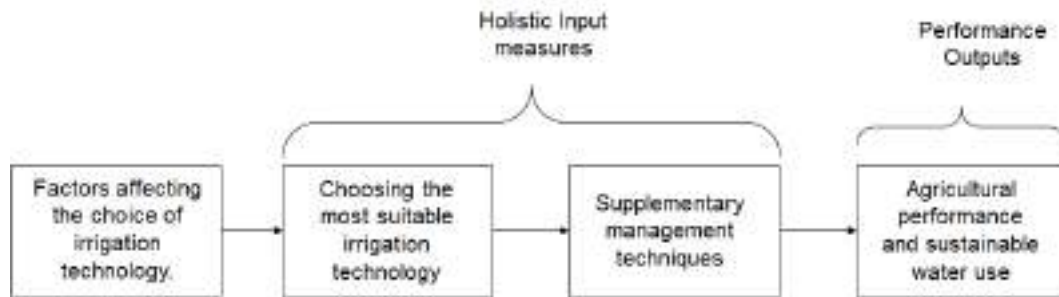 Holistic Input
measures
Performance
Outputs
Factors affecting
the choice of
irrigation
technology.
Choosing the
most suitable
irrigation
technology
Supplementary
management
techniques
Agricultural
performance
and sustainable
water use